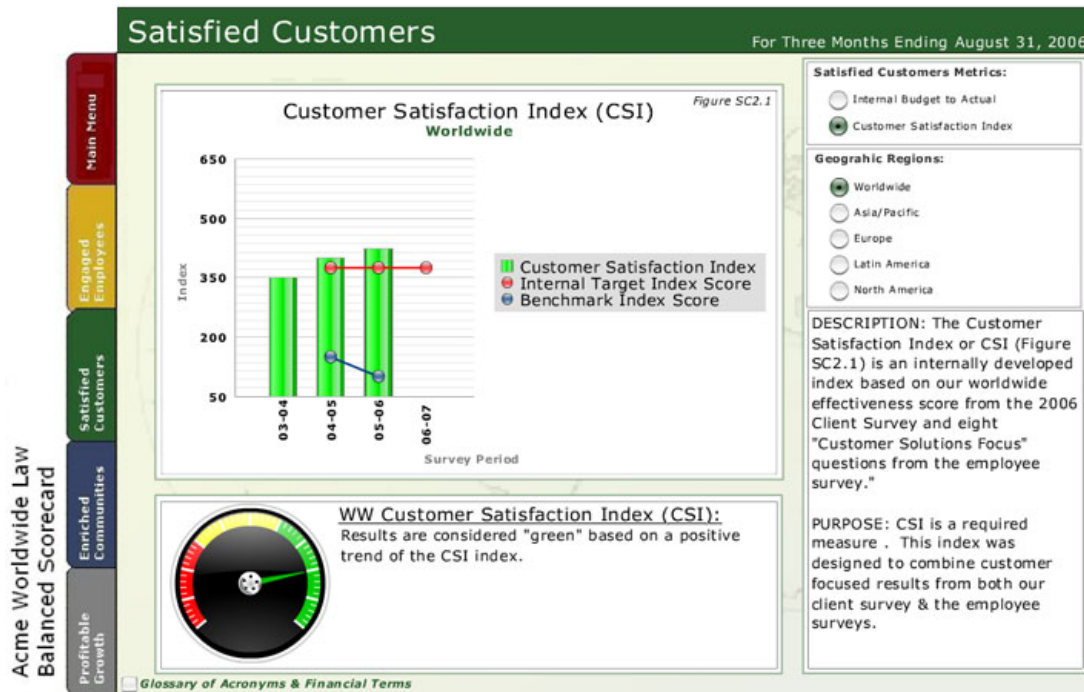 Satisfied Customers
For Three Months Ending August 31, 2006
Acme Worldwide Law
Balanced Scorecard
Main Menu
Engaged
Employees
Satisfied
Customers
Enriched
Communities
Profitable
Growth
Customer Satisfaction Index (CSI)
Figure SC2.1
Worldwide
650
500
350
200
50
Index
03-04
04-05
05-06
06-07
Survey Period
Customer Satisfaction Index
Internal Target Index Score
Benchmark Index Score
WW Customer Satisfaction Index (CSI):
Results are considered "green" based on a positive
trend of the CSI index.
Satisfied Customers Metrics:
Internal Budget to Actual
Customer Satisfaction Index
Geograhic Regions:
Worldwide
Asia/Pacific
Europe
Latin America
North America
DESCRIPTION: The Customer
Satisfaction Index or CSI (Figure
SC2.1) is an internally developed
index based on our worldwide
effectiveness score from the 2006
Client Survey and eight
"Customer Solutions Focus"
questions from the employee
survey."
PURPOSE: CSI is a required
measure . This index was
designed to combine customer
focused results from both our
client survey & the employee
surveys.
Glossary of Acronyms & Financial Terms